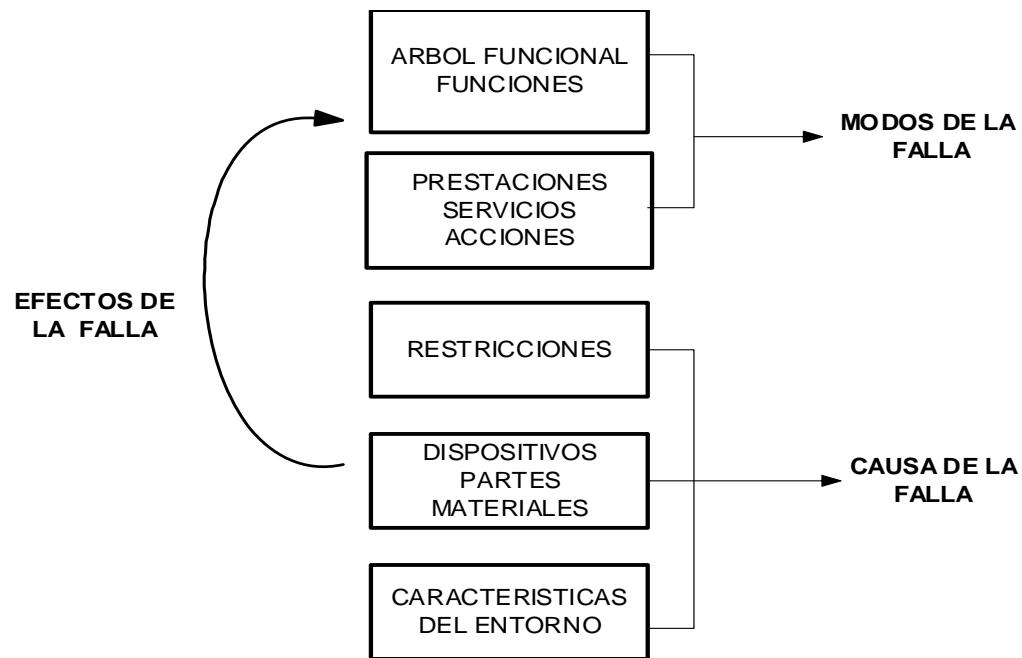 ARBOL FUNCIONAL
FUNCIONES
MODOS DE LA
FALLA
PRESTACIONES
SERVICIOS
ACCIONES
EFECTOS DE
LA FALLA
RESTRICCIONES
DISPOSITIVOS
PARTES
MATERIALES
CAUSA DE LA
FALLA
CARACTERISTICAS
DEL ENTORNO